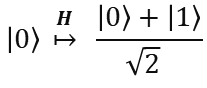 |0⟩ H ↦ |0⟩ + |1⟩ / √2